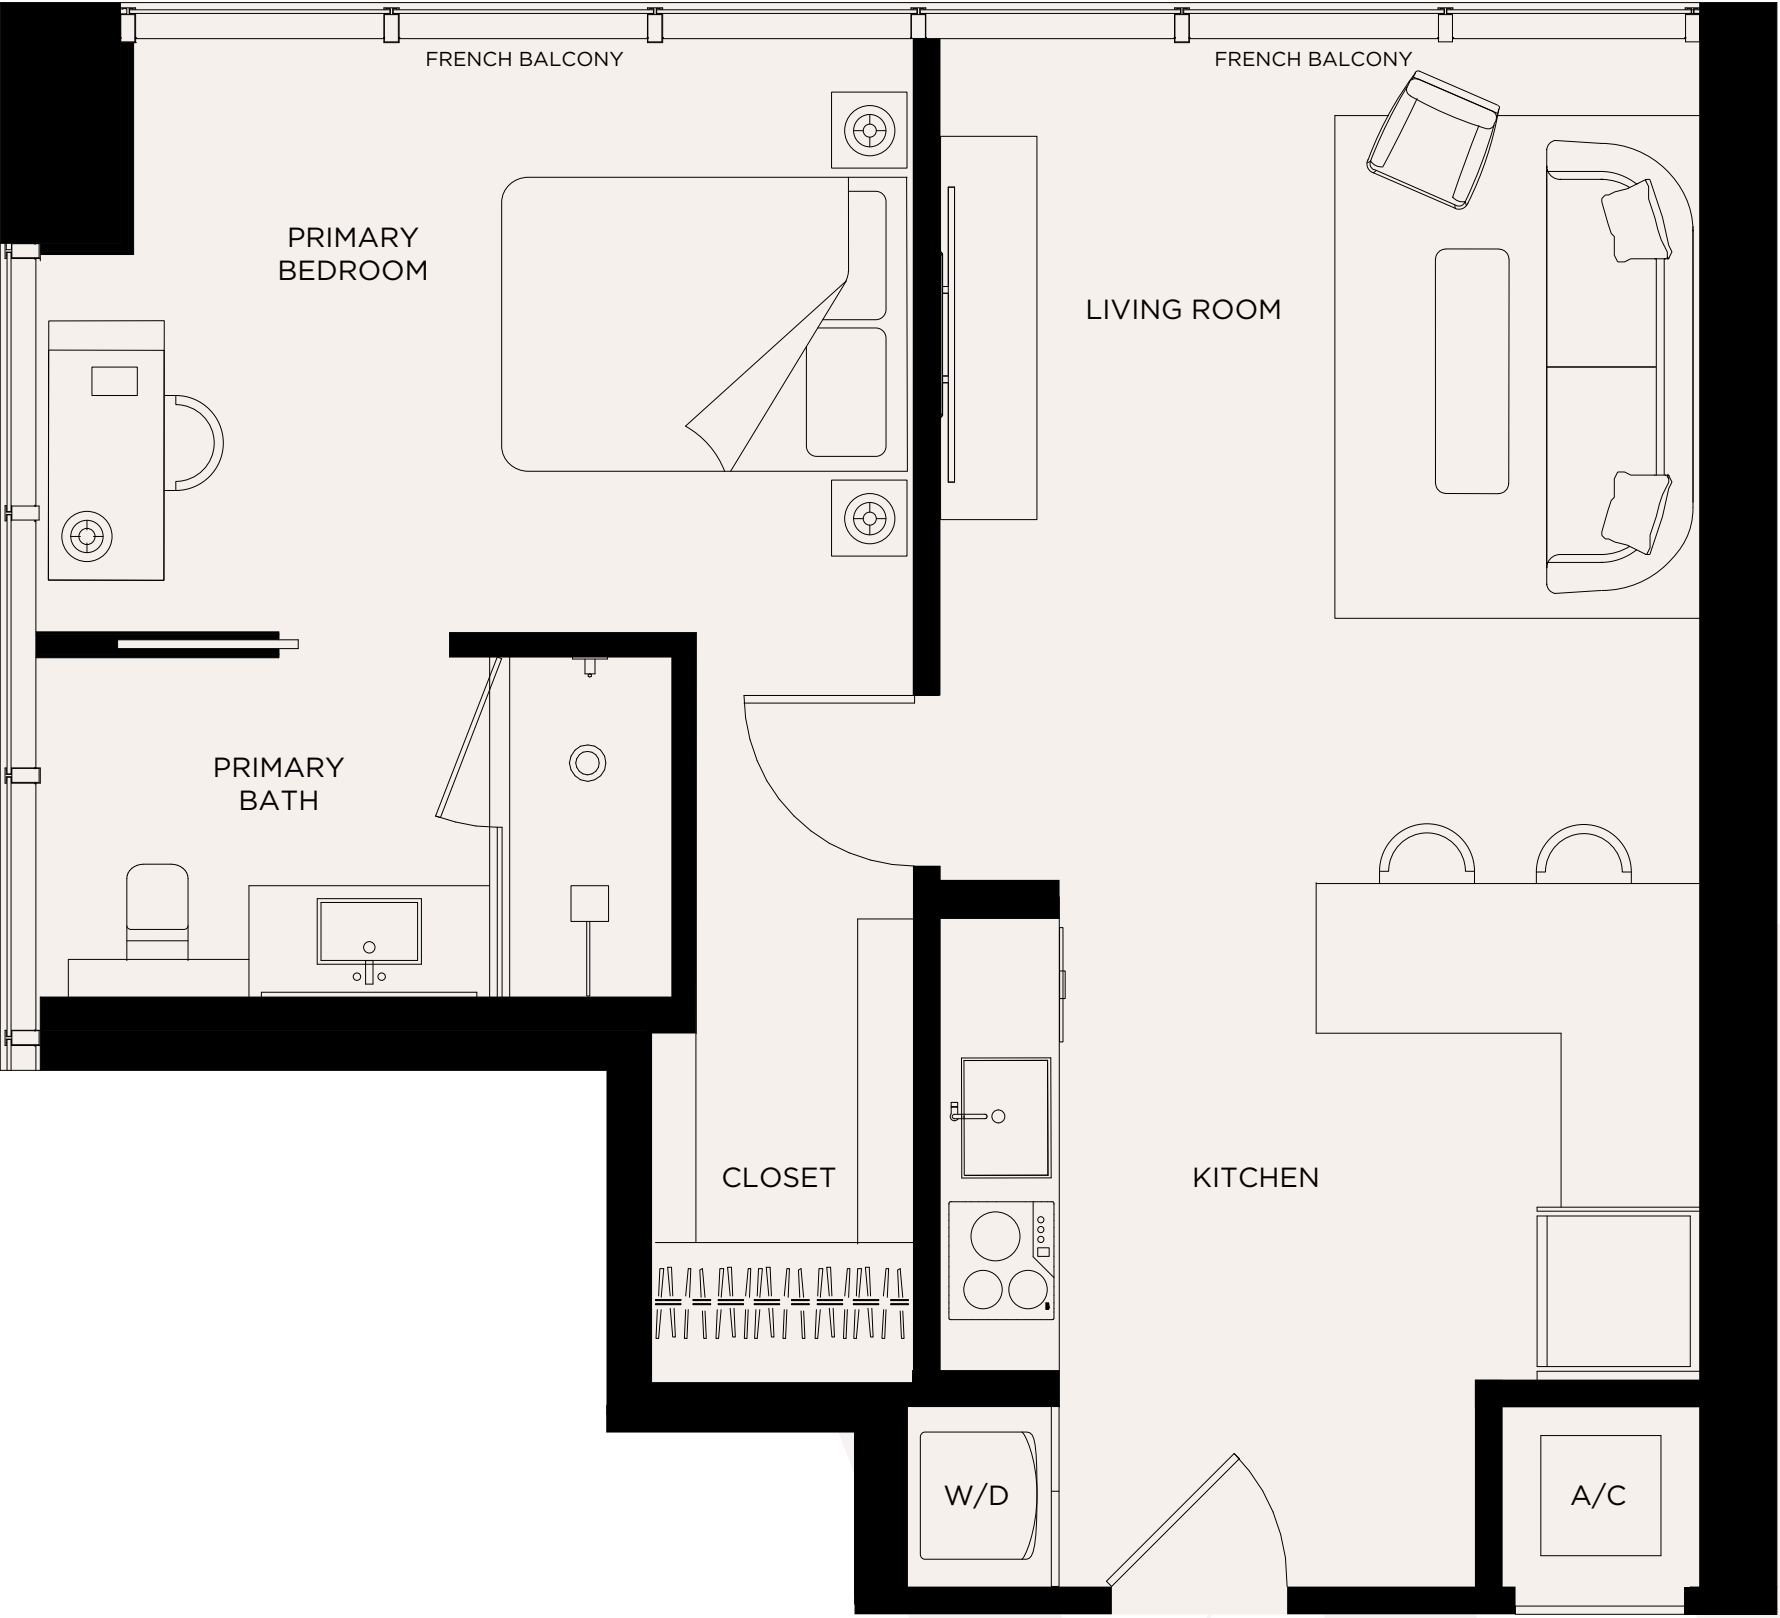 FRENCH BALCONY
FRENCH BALCONY
PRIMARY
BEDROOM
LIVING ROOM
PRIMARY
BATH
CLOSET
KITCHEN
W/D
A/C